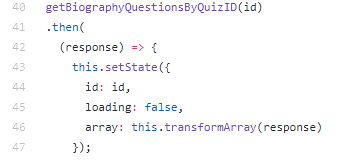 40 getBiographyQuestionsByQuizID(id)
41 .then(
42 (response) => {
43 this.setState({
44 id: id,
45 loading: false,
46 array: this.transformArray(response)
47 });